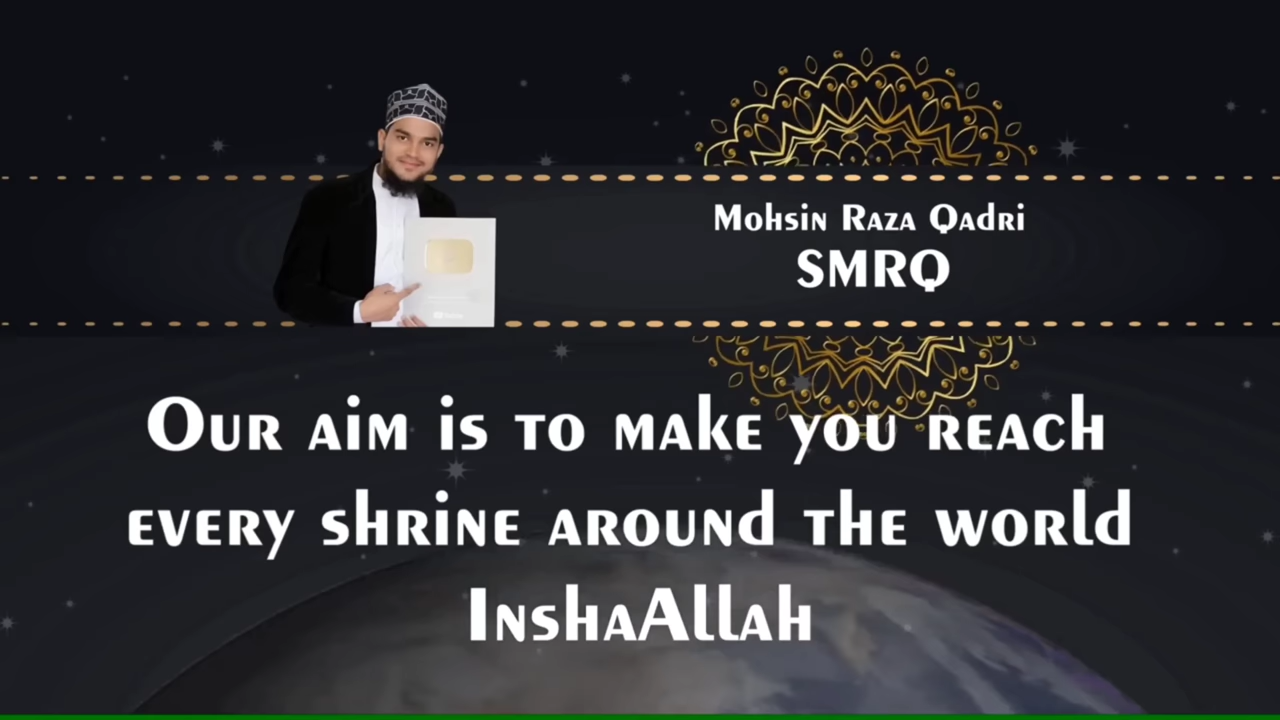 Mohsin Raza Qadri
SMRQ
Our aim is to make you reach
every shrine around the world
InshaAllah